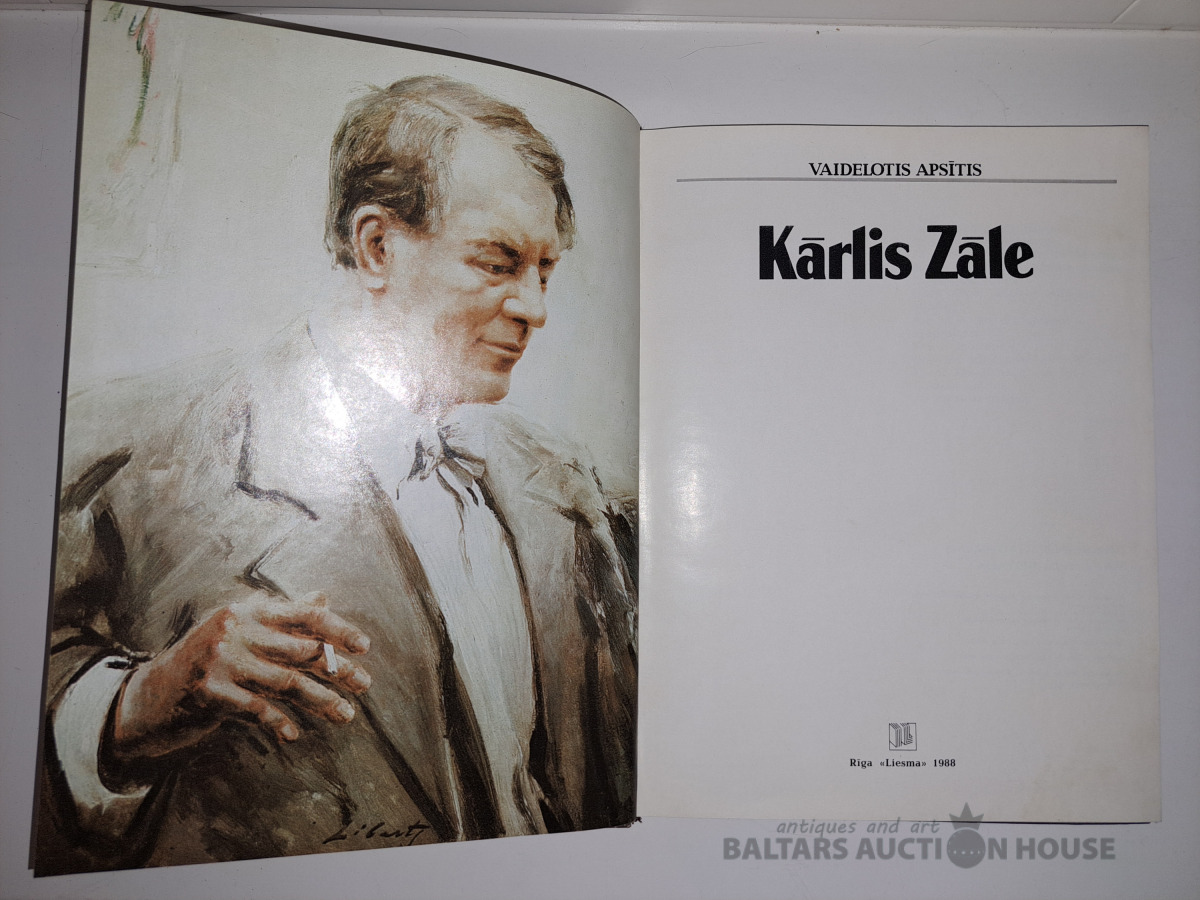 VAIDELOTIS APSĪTIS
Kārlis Zāle
Rīga «Liesma» 1988
antiques and art
BALTARS AUCTION HOUSE